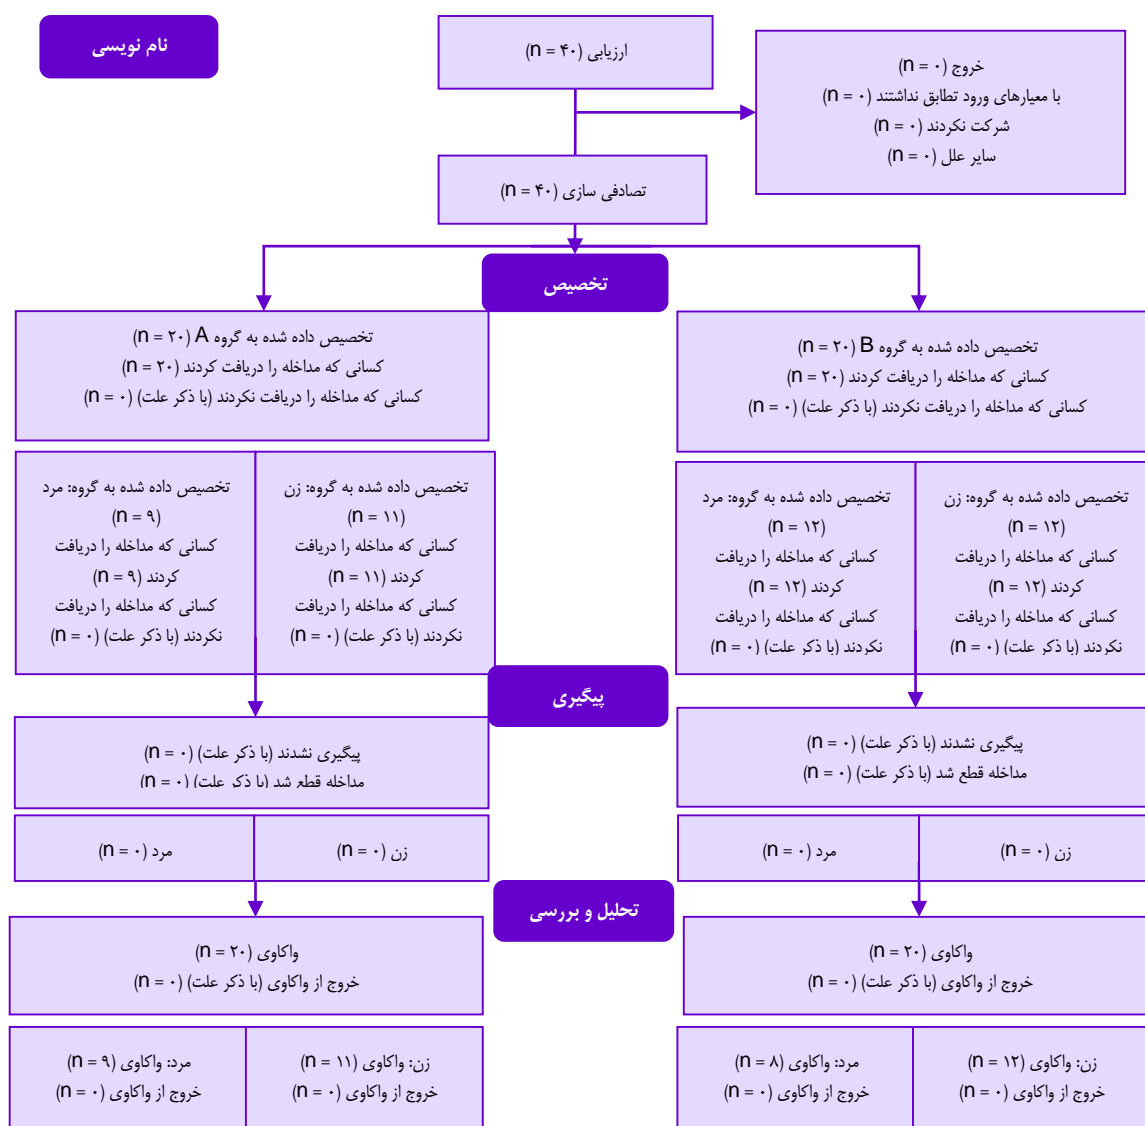 نام نویسی
ارزیابی (n = ۴۰)
خروج (n = ۰)
با معیارهای ورود تطابق نداشتند (n = ۰)
شرکت نکردند (n = ۰)
سایر علل (n = ۰)
تصادفی سازی (n = ۴۰)
تخصیص
تخصیص داده شده به گروه B (n = ۲۰)
کسانی که مداخله را دریافت کردند (n = ۲۰)
کسانی که مداخله را دریافت نکردند (با ذکر علت) (n = ۰)
تخصیص داده شده به گروه A (n = ۲۰)
کسانی که مداخله را دریافت کردند (n = ۲۰)
کسانی که مداخله را دریافت نکردند (با ذکر علت) (n = ۰)
تخصیص داده شده به گروه: زن
(n = ۱۲)
کسانی که مداخله را دریافت
کردند (n = ۱۲)
کسانی که مداخله را دریافت
نکردند (با ذکر علت) (n = ۰)
تخصیص داده شده به گروه: مرد
(n = ۱۲)
کسانی که مداخله را دریافت
کردند (n = ۱۲)
کسانی که مداخله را دریافت
نکردند (با ذکر علت) (n = ۰)
تخصیص داده شده به گروه: زن
(n = ۱۱)
کسانی که مداخله را دریافت
کردند (n = ۱۱)
کسانی که مداخله را دریافت
نکردند (با ذکر علت) (n = ۰)
تخصیص داده شده به گروه: مرد
(n = ۹)
کسانی که مداخله را دریافت
کردند (n = ۹)
کسانی که مداخله را دریافت
نکردند (با ذکر علت) (n = ۰)
پیگیری
پیگیری نشدند (با ذکر علت) (n = ۰)
مداخله قطع شد (با ذکر علت) (n = ۰)
پیگیری نشدند (با ذکر علت) (n = ۰)
مداخله قطع شد (با ذکر علت) (n = ۰)
زن (n = ۰)
مرد (n = ۰)
زن (n = ۰)
مرد (n = ۰)
تحلیل و بررسی
واکاوی (n = ۲۰)
خروج از واکاوی (با ذکر علت) (n = ۰)
واکاوی (n = ۲۰)
خروج از واکاوی (با ذکر علت) (n = ۰)
زن: واکاوی (n = ۱۲)
خروج از واکاوی (n = ۰)
مرد: واکاوی (n = ۸)
خروج از واکاوی (n = ۰)
زن: واکاوی (n = ۱۱)
خروج از واکاوی (n = ۰)
مرد: واکاوی (n = ۹)
خروج از واکاوی (n = ۰)